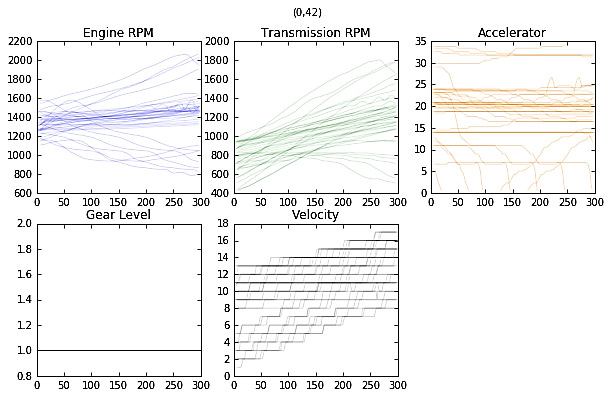 (0,42)
Engine RPM Transmission RPM Accelerator
2200 2200 35
2000 2000 30
1800 1800 25
1600 1600 20
1400 1400 15
1200 1200 10
1000 1000 5
800 800 0
600 600
0 50 100 150 200 250 300 0 50 100 150 200 250 300 0 50 100 150 200 250 300
Gear Level Velocity
2.0 18
1.8 16
1.6 14
1.4 12
1.2 10
1.0 8
0.8 6
4
2
0
0 50 100 150 200 250 300 0 50 100 150 200 250 300